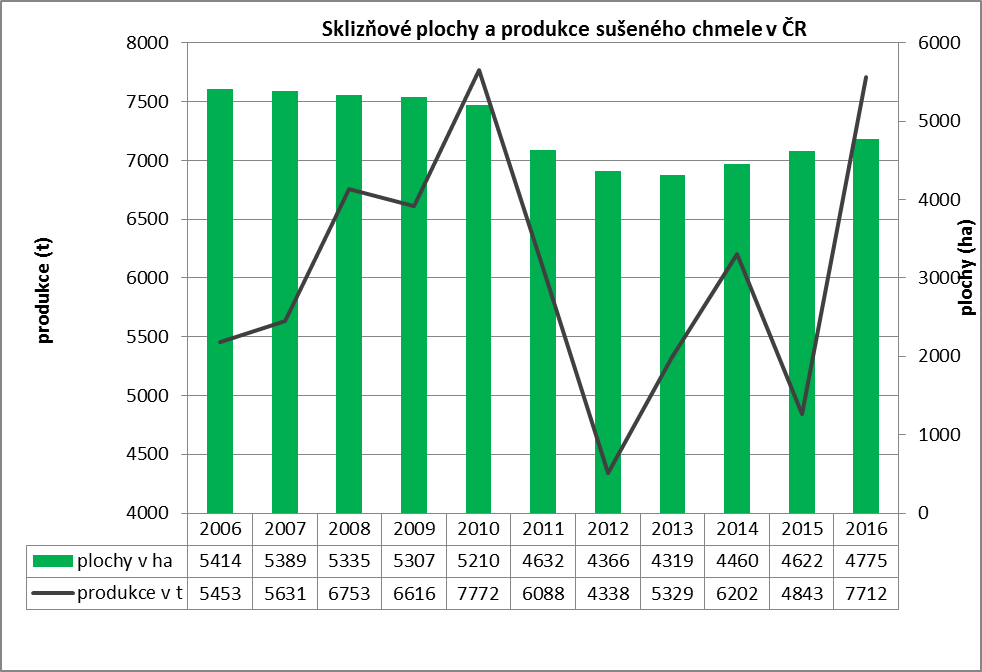 Sklizňové plochy a produkce sušeného chmele v ČR
8000
7500
7000
6500
6000
5500
5000
4500
4000
produkce (t)
6000
5000
4000
3000
2000
1000
0
plochy (ha)
2006 2007 2008 2009 2010 2011 2012 2013 2014 2015 2016
plochy v ha 5414 5389 5335 5307 5210 4632 4366 4319 4460 4622 4775
produkce v t 5453 5631 6753 6616 7772 6088 4338 5329 6202 4843 7712